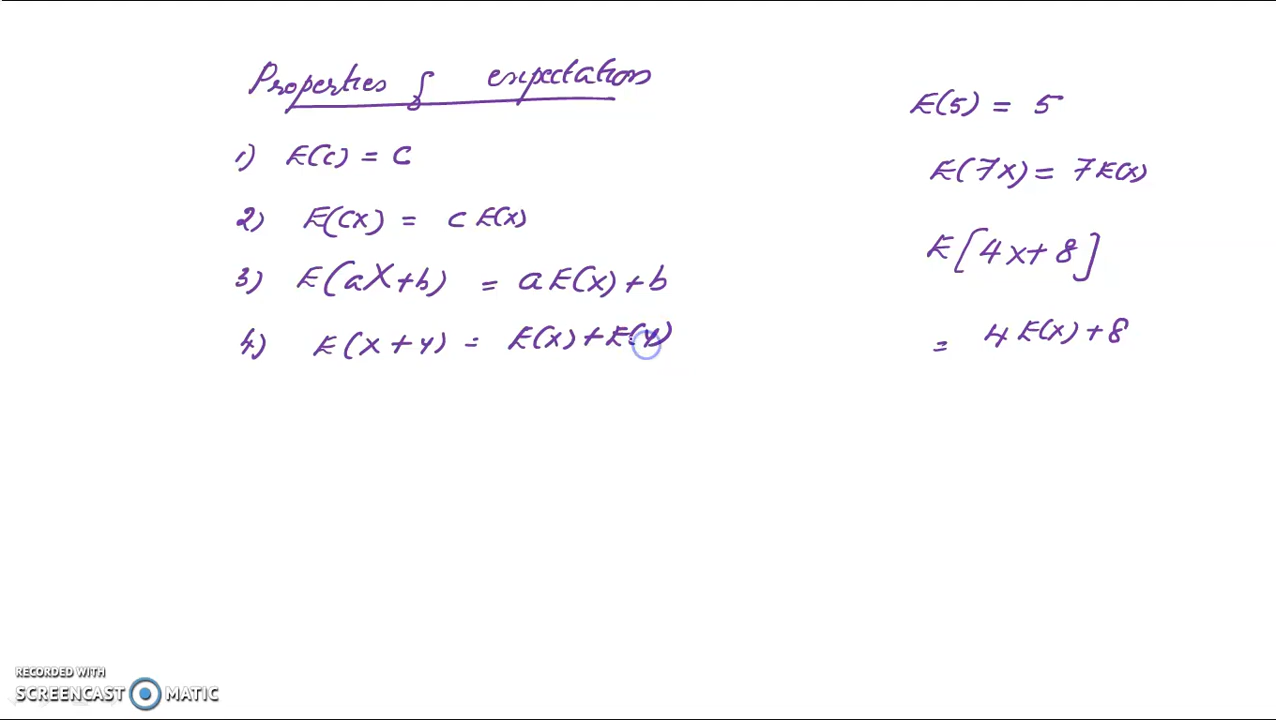 Properties of expectation
1) E(c) = c
2) E(cx) = c E(x)
3) E(aX+b) = a E(x) + b
4) E(x + y) = E(x) + E(y)
E(5) = 5
E(7x) = 7E(x)
E[4x + 8]
= 4 E(x) + 8
RECORDED WITH
SCREENCAST MATIC